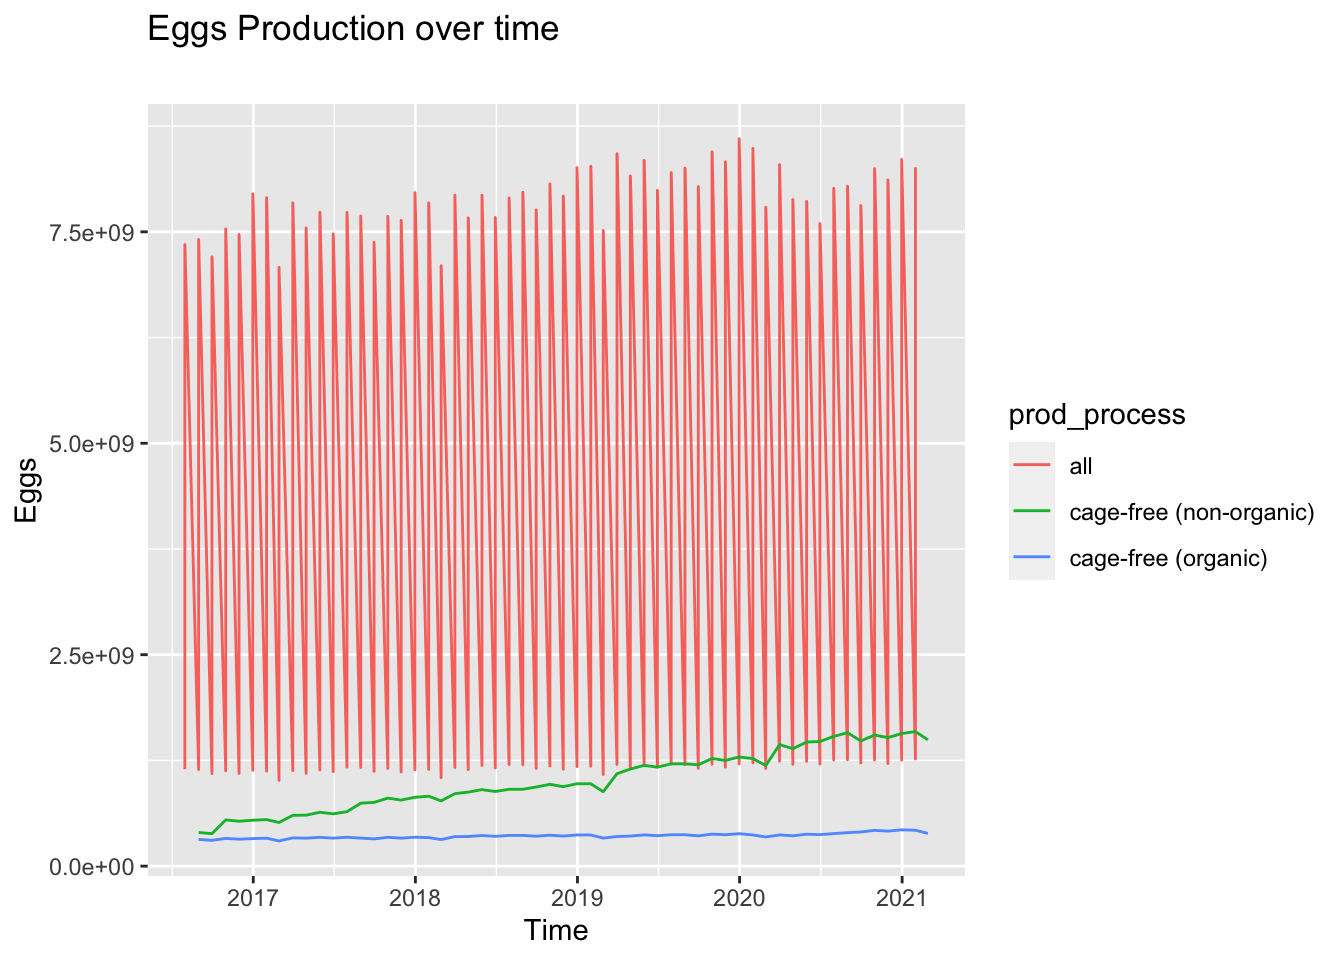 Eggs Production over time
7.5e+09
5.0e+09
2.5e+09
0.0e+00
Eggs
2017 2018 2019 2020 2021
Time
prod_process
all
cage-free (non-organic)
cage-free (organic)